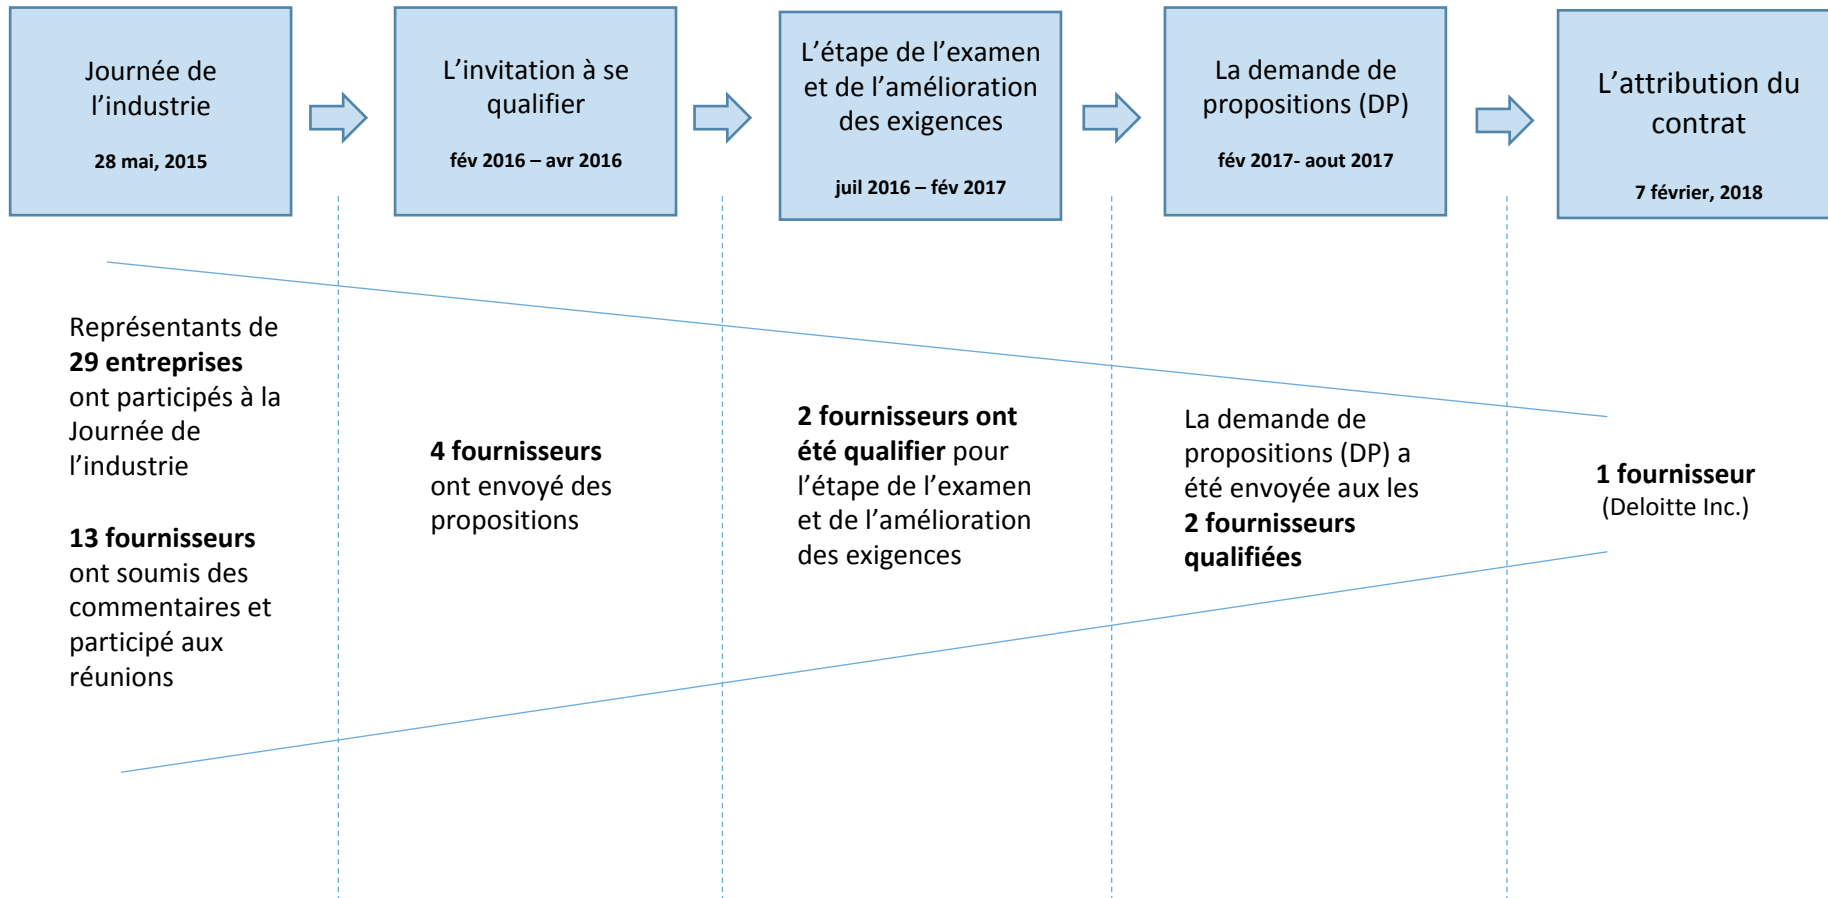 Journée de
l'industrie
28 mai, 2015
L'invitation à se
qualifier
fév 2016 – avr 2016
L'étape de l'examen
et de l'amélioration
des exigences
juil 2016 – fév 2017
La demande de
propositions (DP)
fév 2017- aout 2017
L'attribution du
contrat
7 février, 2018
Représentants de
29 entreprises
ont participés à la
Journée de
l'industrie
13 fournisseurs
ont soumis des
commentaires et
participé aux
réunions
4 fournisseurs
ont envoyé des
propositions
2 fournisseurs ont
été qualifier pour
l'étape de l'examen
et de l'amélioration
des exigences
La demande de
propositions (DP) a
été envoyée aux les
2 fournisseurs
qualifiées
1 fournisseur
(Deloitte Inc.)